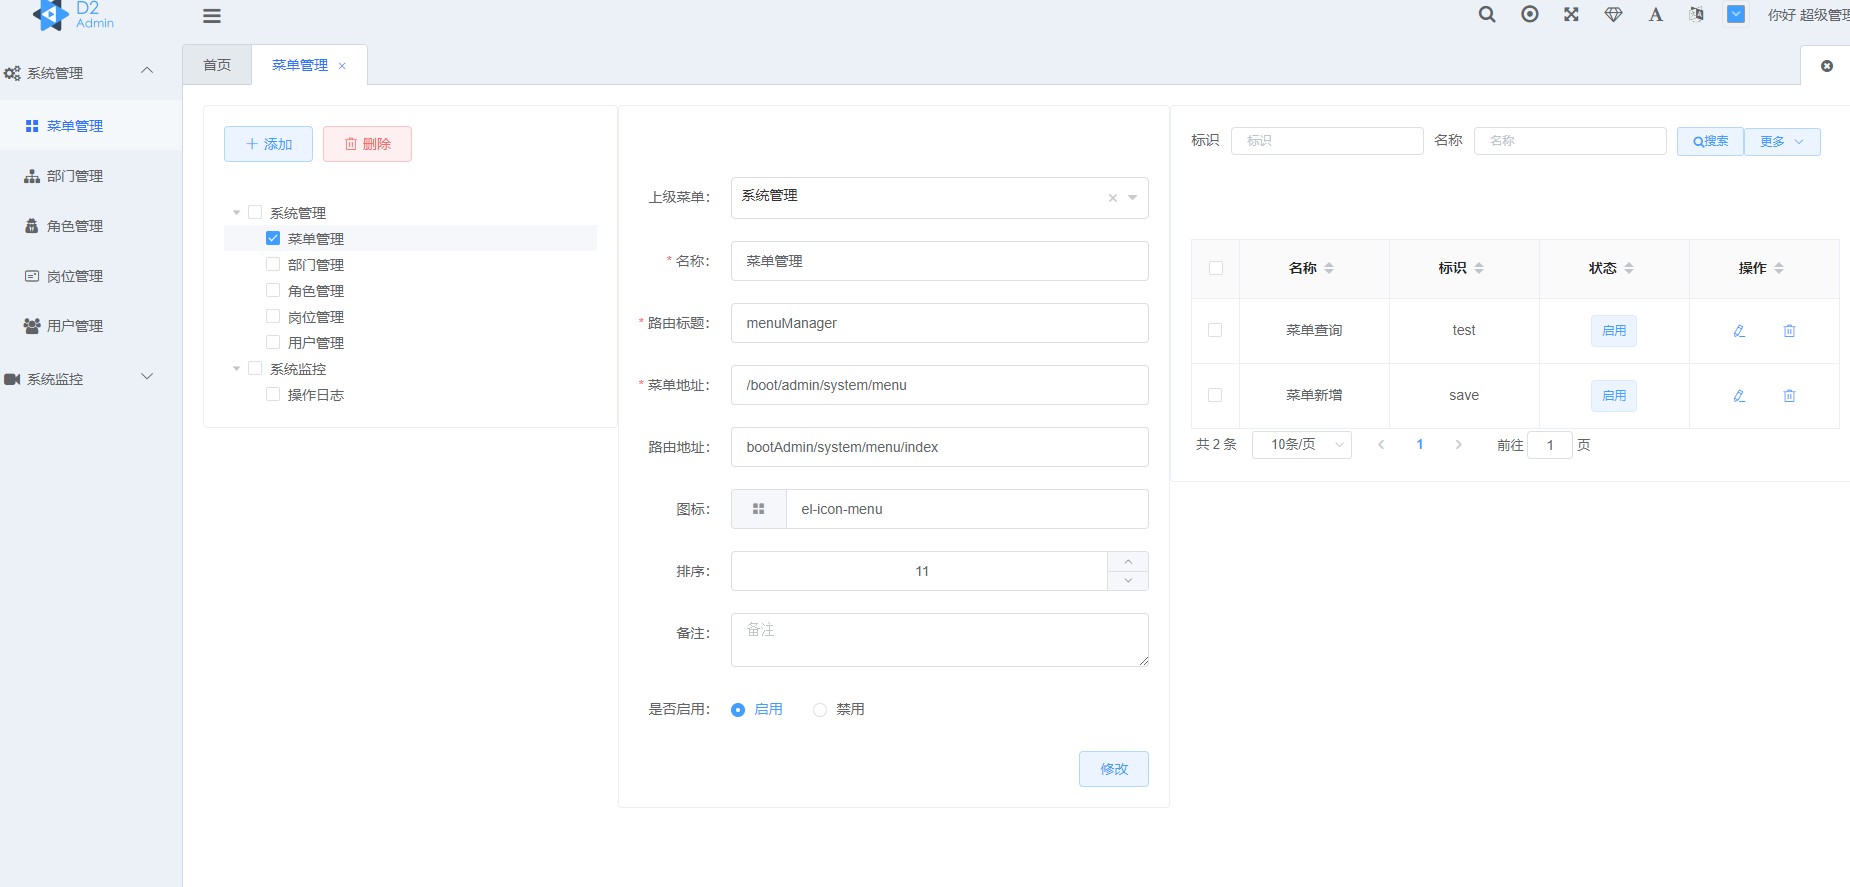 D2
Admin
你好 超级管理
系统管理
菜单管理
部门管理
角色管理
岗位管理
用户管理
系统监控
首页
菜单管理
添加
删除
系统管理
菜单管理
部门管理
角色管理
岗位管理
用户管理
系统监控
操作日志
上级菜单：
系统管理
* 名称：
菜单管理
* 路由标题：
menuManager
* 菜单地址：
/boot/admin/system/menu
路由地址：
bootAdmin/system/menu/index
图标：
el-icon-menu
排序：
11
备注：
备注
是否启用：
启用
禁用
修改
标识
标识
名称
名称
搜索
更多
名称
标识
状态
操作
菜单查询
test
启用
菜单新增
save
启用
共 2 条
10条/页
1
前往
1
页